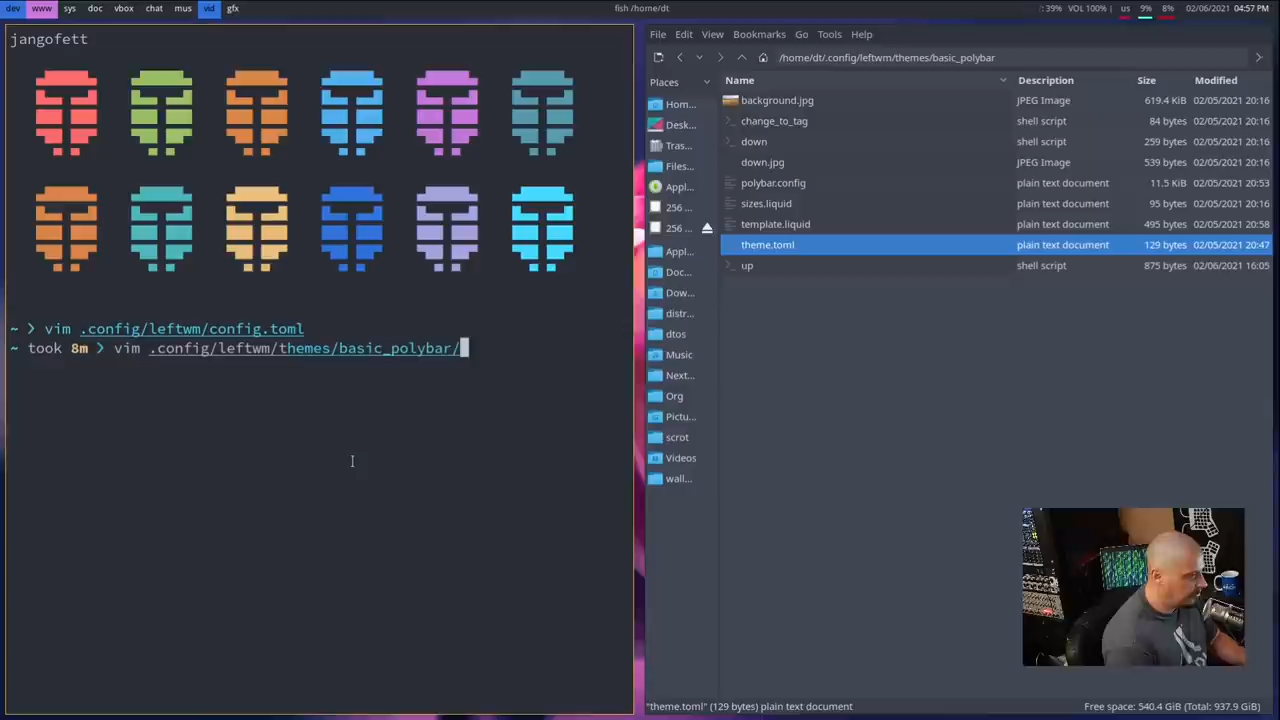 dev www sys doc vbox chat mus vid gfx fish /home/dt : 39% VOL 100% | us 9% 8% 02/06/2021 04:57 PM
jangofett
~ > vim .config/leftwm/config.toml
~ took 8m > vim .config/leftwm/themes/basic_polybar/
File Edit View Bookmarks Go Tools Help
/home/dt/.config/leftwm/themes/basic_polybar
Places
Hom...
Desk...
Tras...
Files...
Appl...
256 ...
256 ...
Appl...
Doc...
Dow...
distr...
dtos
Music
Next...
Org
Pictu...
scrot
Videos
wall...
Name Description Size Modified
background.jpg JPEG Image 619.4 KiB 02/05/2021 20:16
change_to_tag shell script 84 bytes 02/05/2021 20:16
down shell script 259 bytes 02/05/2021 20:16
down.jpg JPEG Image 539 bytes 02/05/2021 20:16
polybar.config plain text document 11.5 KiB 02/05/2021 20:53
sizes.liquid plain text document 95 bytes 02/05/2021 20:16
template.liquid plain text document 495 bytes 02/05/2021 20:58
theme.toml plain text document 129 bytes 02/05/2021 20:47
up shell script 875 bytes 02/06/2021 16:05
"theme.toml" (129 bytes) plain text document Free space: 540.4 GiB (Total: 937.9 GiB)